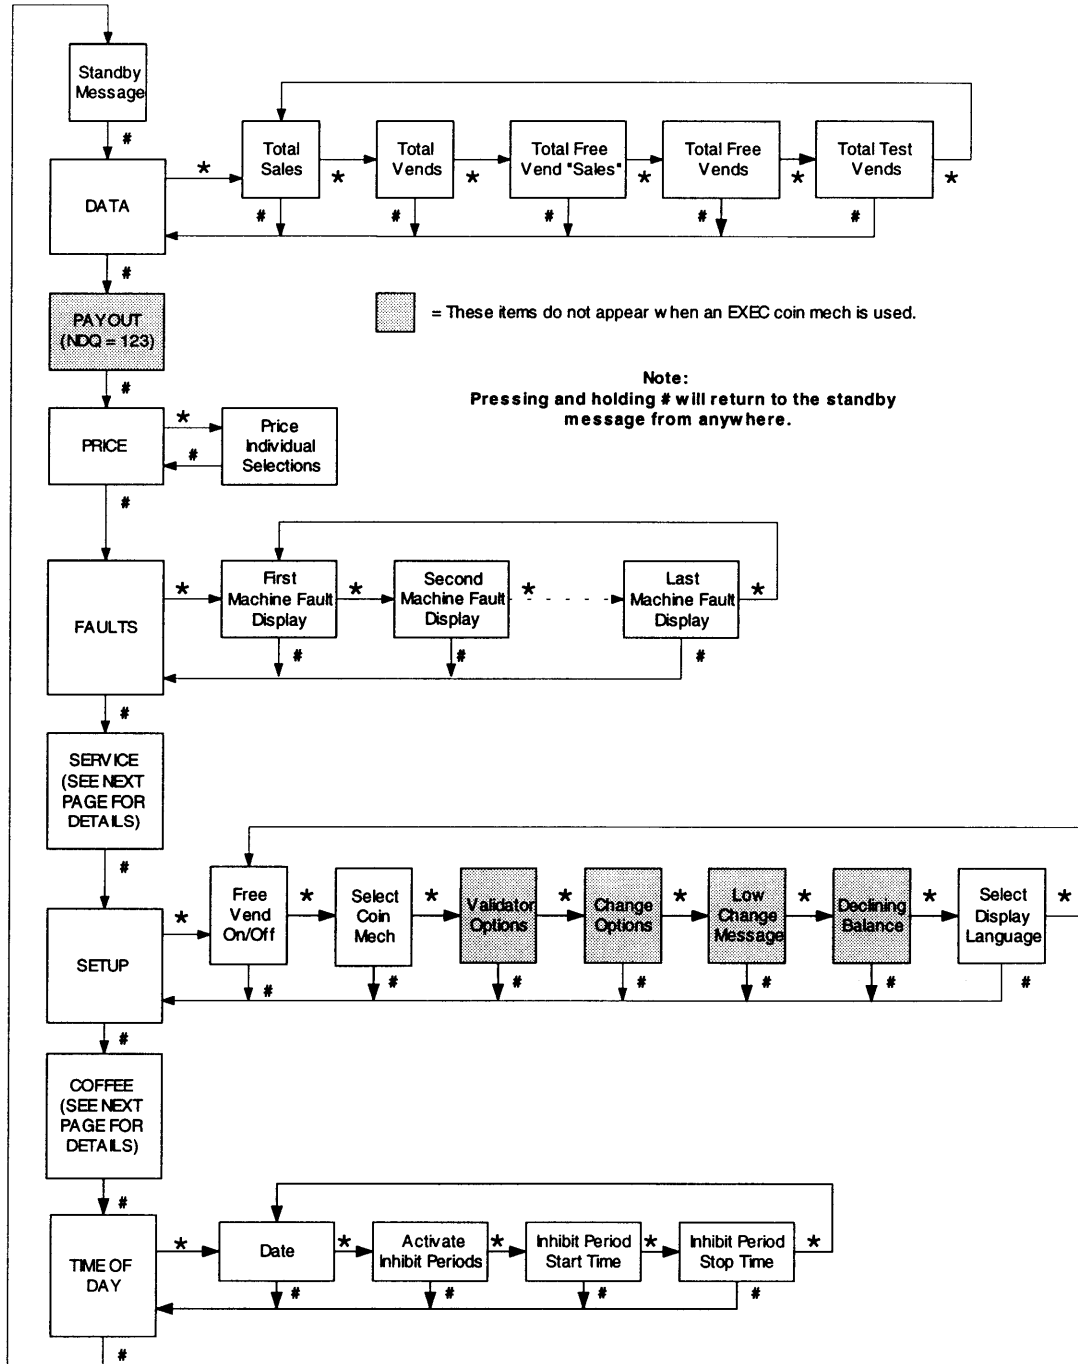 Standby
Message
#
DATA
*
Total
Sales
*
#
Total
Vends
*
#
Total Free
Vend "Sales"
*
#
Total Free
Vends
*
#
Total Test
Vends
*
#
#
PAYOUT
(NDQ = 123)
#
= These items do not appear when an EXEC coin mech is used.
Note:
Pressing and holding # will return to the standby
message from anywhere.
PRICE
*
#
Price
Individual
Selections
#
FAULTS
*
First
Machine Fault
Display
*
#
Second
Machine Fault
Display
*
#
Last
Machine Fault
Display
*
#
#
SERVICE
(SEE NEXT
PAGE FOR
DETAILS)
#
SETUP
*
Free
Vend
On/Off
*
#
Select
Coin
Mech
*
#
Validator
Options
*
#
Change
Options
*
#
Low
Change
Message
*
#
Declining
Balance
*
#
Select
Display
Language
*
#
#
COFFEE
(SEE NEXT
PAGE FOR
DETAILS)
#
TIME OF
DAY
*
Date
*
#
Activate
Inhibit Periods
*
#
Inhibit Period
Start Time
*
#
Inhibit Period
Stop Time
*
#
#